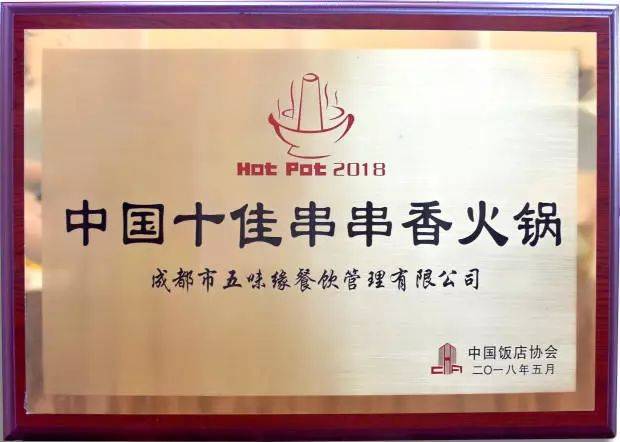 Hot Pot 2018
中国十佳串串香火锅
成都市五味缘餐饮管理有限公司
CHA
中国饭店协会
二〇一八年五月